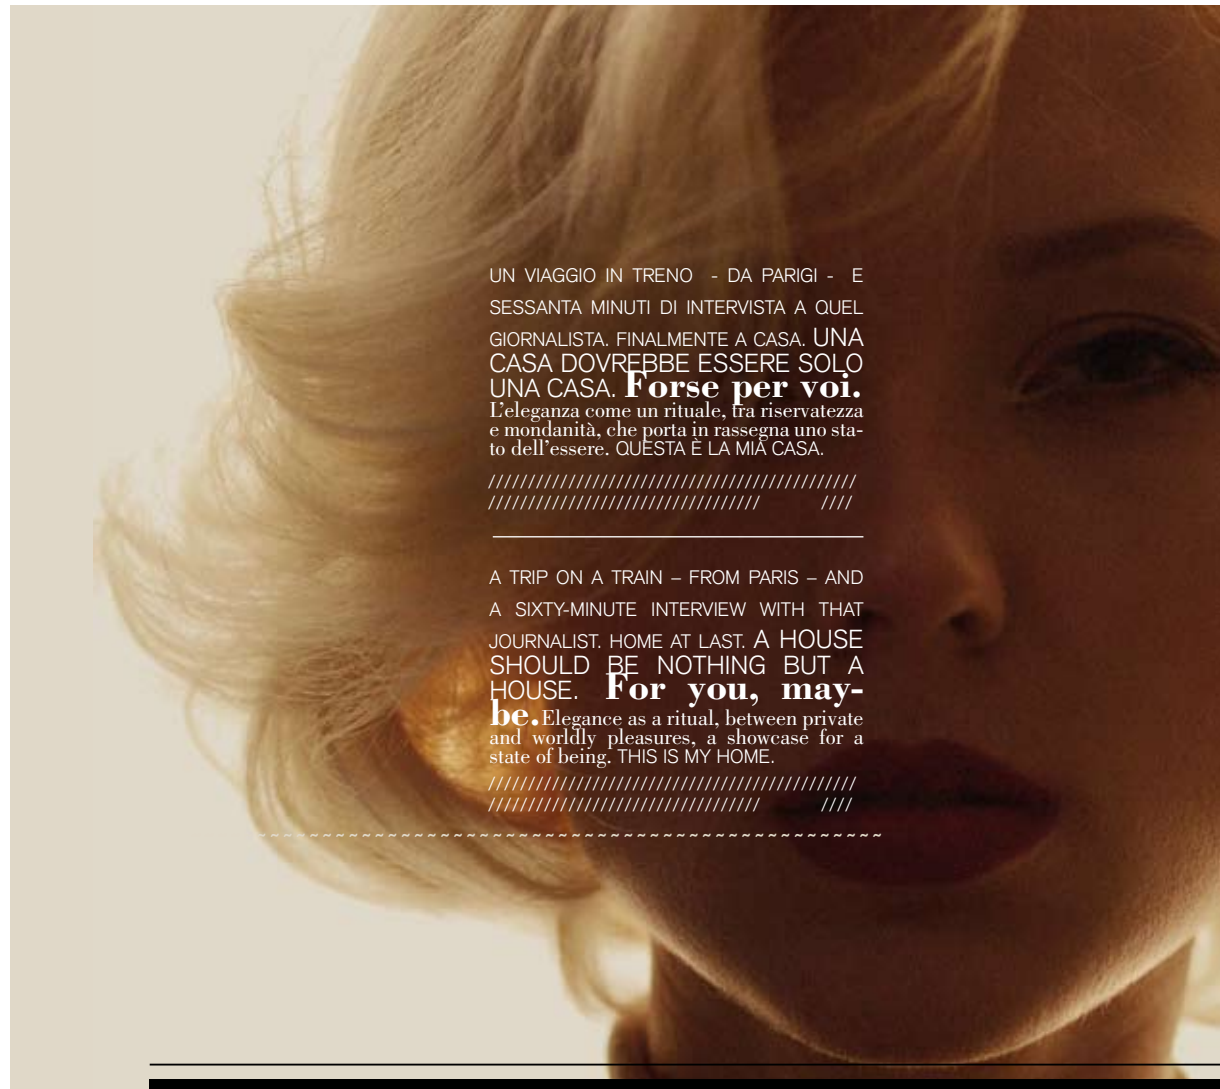 UN VIAGGIO IN TRENO - DA PARIGI - E
SESSANTA MINUTI DI INTERVISTA A QUEL
GIORNALISTA. FINALMENTE A CASA. UNA
CASA DOVREBBE ESSERE SOLO
UNA CASA. Forse per voi.
L'eleganza come un rituale, tra riservatezza
e mondanità, che porta in rassegna uno sta-
to dell'essere. QUESTA È LA MIA CASA.
///////////////////////////////////////////////
/////////////////////////////////// ////
A TRIP ON A TRAIN – FROM PARIS – AND
A SIXTY-MINUTE INTERVIEW WITH THAT
JOURNALIST. HOME AT LAST. A HOUSE
SHOULD BE NOTHING BUT A
HOUSE. For you, may-
be. Elegance as a ritual, between private
and worldly pleasures, a showcase for a
state of being. THIS IS MY HOME.
///////////////////////////////////////////////
/////////////////////////////////// ////
~ ~ ~ ~ ~ ~ ~ ~ ~ ~ ~ ~ ~ ~ ~ ~ ~ ~ ~ ~ ~ ~ ~ ~ ~ ~ ~ ~ ~ ~ ~ ~ ~ ~ ~ ~ ~ ~ ~ ~ ~ ~ ~ ~ ~ ~ ~ ~